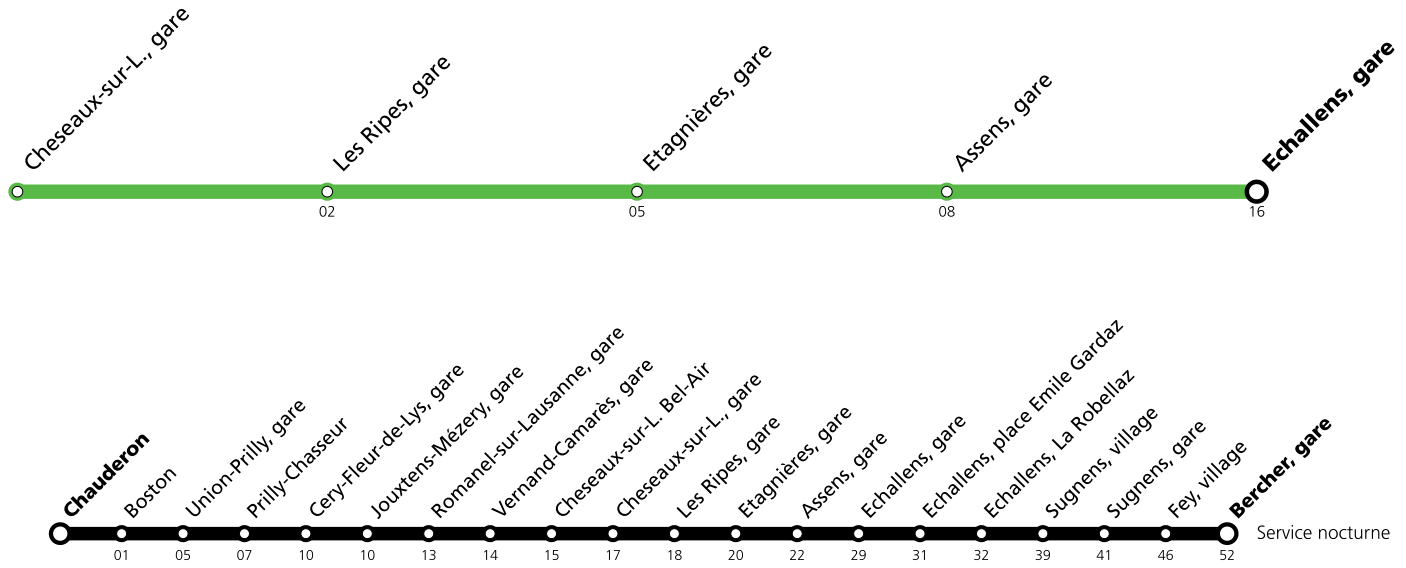 Cheseaux-sur-L., gare
Les Ripes, gare
Etagnières, gare
Assens, gare
Echallens, gare
02
05
08
16
Chauderon
Boston
Union-Prilly, gare
Prilly-Chasseur
Cery-Fleur-de-Lys, gare
Jouxtens-Mézery, gare
Romanel-sur-Lausanne, gare
Vernand-Camarès, gare
Cheseaux-sur-L. Bel-Air
Cheseaux-sur-L., gare
Les Ripes, gare
Etagnières, gare
Assens, gare
Echallens, gare
Echallens, place Emile Gardaz
Echallens, La Robellaz
Sugnens, village
Sugnens, gare
Fey, village
Bercher, gare
Service nocturne
01
05
07
10
10
13
14
15
17
18
20
22
29
31
32
39
41
46
52